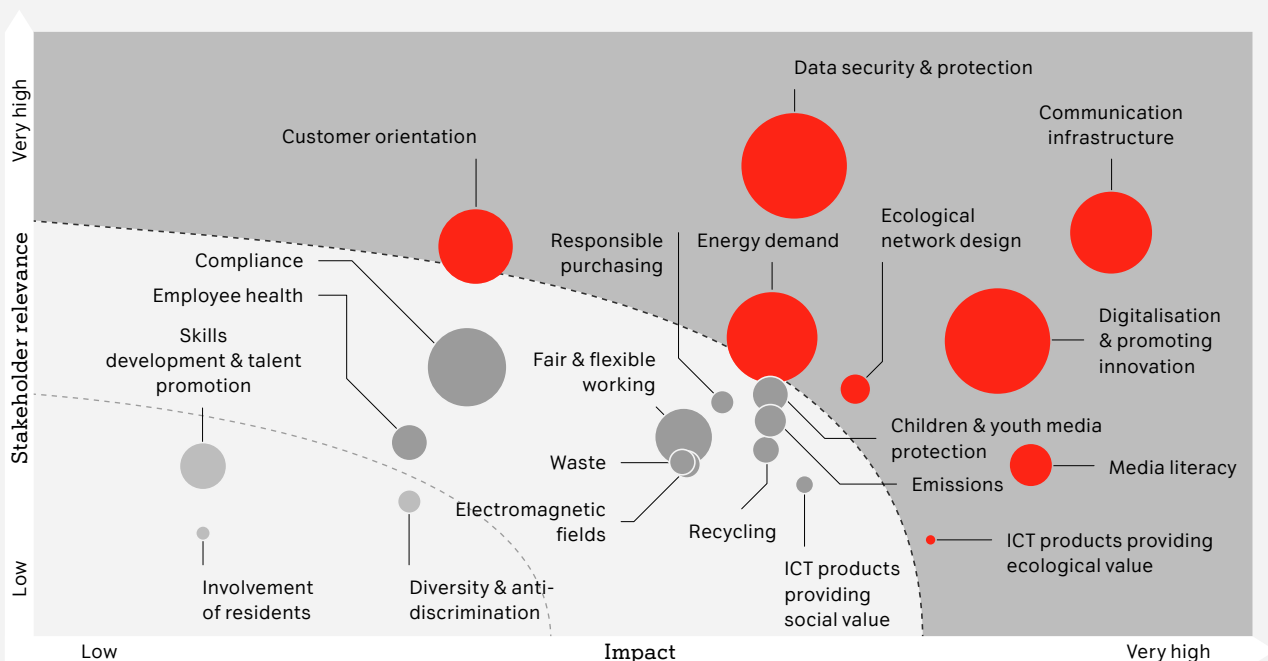 Very high
Stakeholder relevance
Low
Data security & protection
Communication
infrastructure
Customer orientation
Ecological
network design
Responsible
purchasing
Energy demand
Compliance
Employee health
Skills
development & talent
promotion
Fair & flexible
working
Digitalisation
& promoting
innovation
Children & youth media
protection
Waste
Media literacy
Emissions
Electromagnetic
fields
Recycling
ICT products providing
ecological value
ICT products
providing
social value
Involvement
of residents
Diversity & anti-
discrimination
Low
Impact
Very high